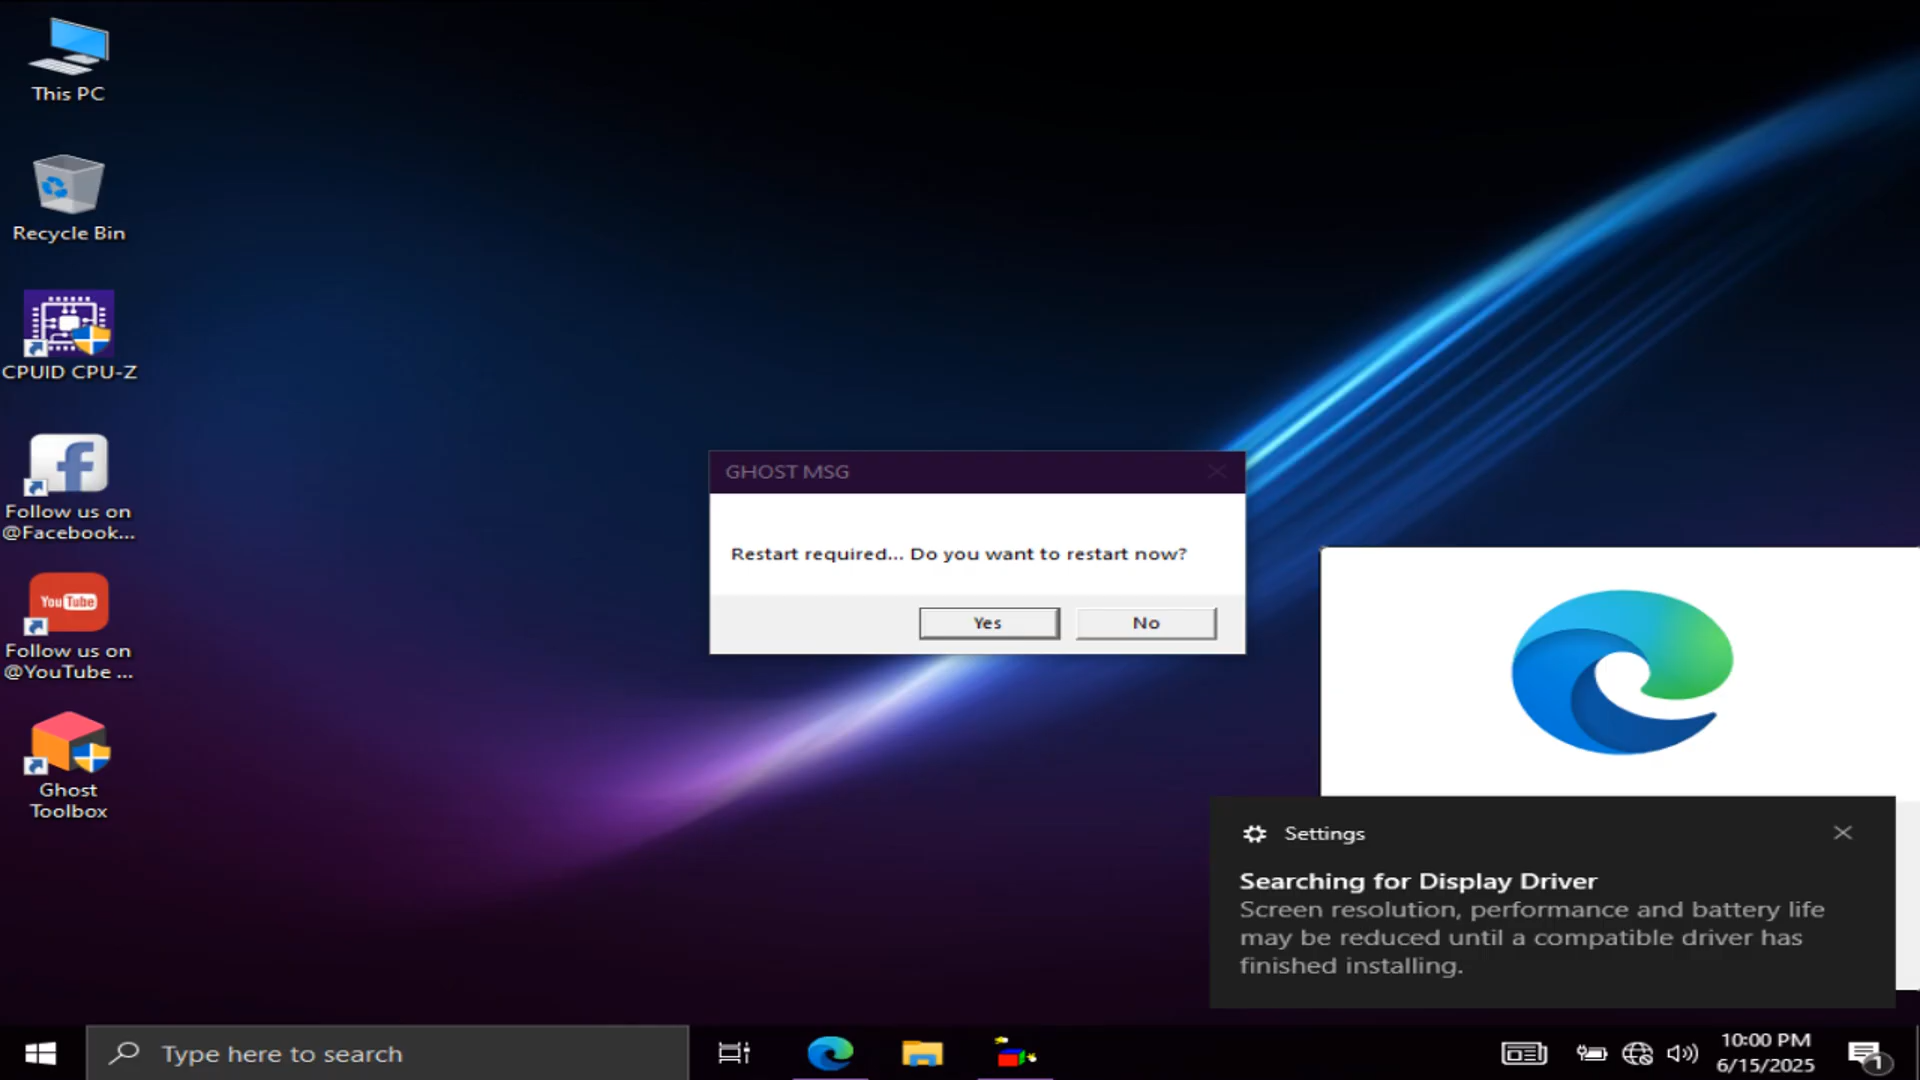 This PC
Recycle Bin
CPUID CPU-Z
Follow us on
@Facebook...
You Tube
Follow us on
@YouTube ...
Ghost
Toolbox
GHOST MSG
Restart required... Do you want to restart now?
Yes
No
Settings
Searching for Display Driver
Screen resolution, performance and battery life
may be reduced until a compatible driver has
finished installing.
Type here to search
10:00 PM
6/15/2025
1